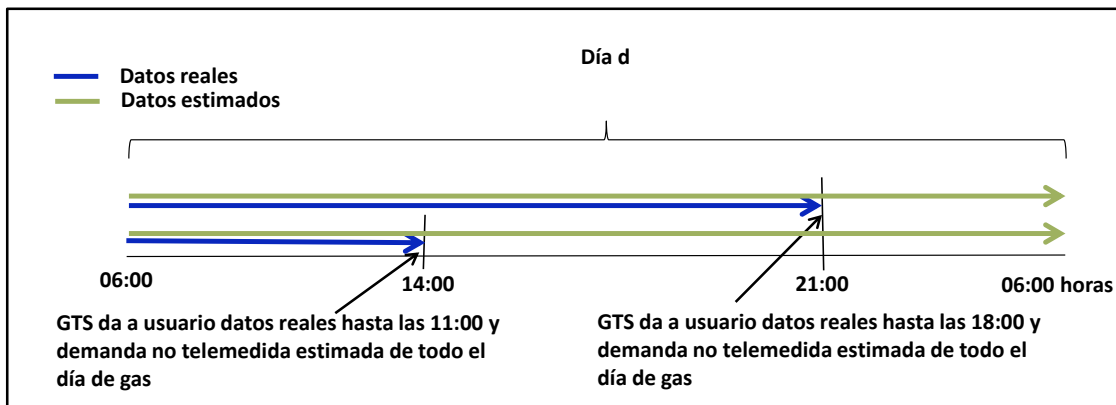 Día d
Datos reales
Datos estimados
06:00
14:00
21:00
06:00 horas
GTS da a usuario datos reales hasta las 11:00 y
demanda no telemedida estimada de todo el
día de gas
GTS da a usuario datos reales hasta las 18:00 y
demanda no telemedida estimada de todo el
día de gas